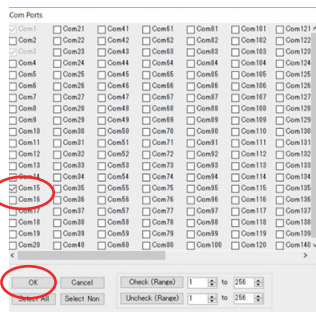 Com Ports
Com1 Com21 Com41 Com61 Com81 Com101 Com121
Com2 Com22 Com42 Com62 Com82 Com102 Com122
Com3 Com23 Com43 Com63 Com83 Com103 Com123
Com4 Com24 Com44 Com64 Com84 Com104 Com124
Com5 Com25 Com45 Com65 Com85 Com105 Com125
Com6 Com26 Com46 Com66 Com86 Com106 Com126
Com7 Com27 Com47 Com67 Com87 Com107 Com127
Com8 Com28 Com48 Com68 Com88 Com108 Com128
Com9 Com29 Com49 Com69 Com89 Com109 Com129
Com10 Com30 Com50 Com70 Com90 Com110 Com130
Com11 Com31 Com51 Com71 Com91 Com111 Com131
Com12 Com32 Com52 Com72 Com92 Com112 Com132
Com13 Com33 Com53 Com73 Com93 Com113 Com133
Com14 Com34 Com54 Com74 Com94 Com114 Com134
Com15 Com35 Com55 Com75 Com95 Com115 Com135
Com16 Com36 Com56 Com76 Com96 Com116 Com136
Com17 Com37 Com57 Com77 Com97 Com117 Com137
Com18 Com38 Com58 Com78 Com98 Com118 Com138
Com19 Com39 Com59 Com79 Com99 Com119 Com139
Com20 Com40 Com60 Com80 Com100 Com120 Com140
OK Cancel Check (Range) 1 to 256
Select All Select Non Uncheck (Range) 1 to 256